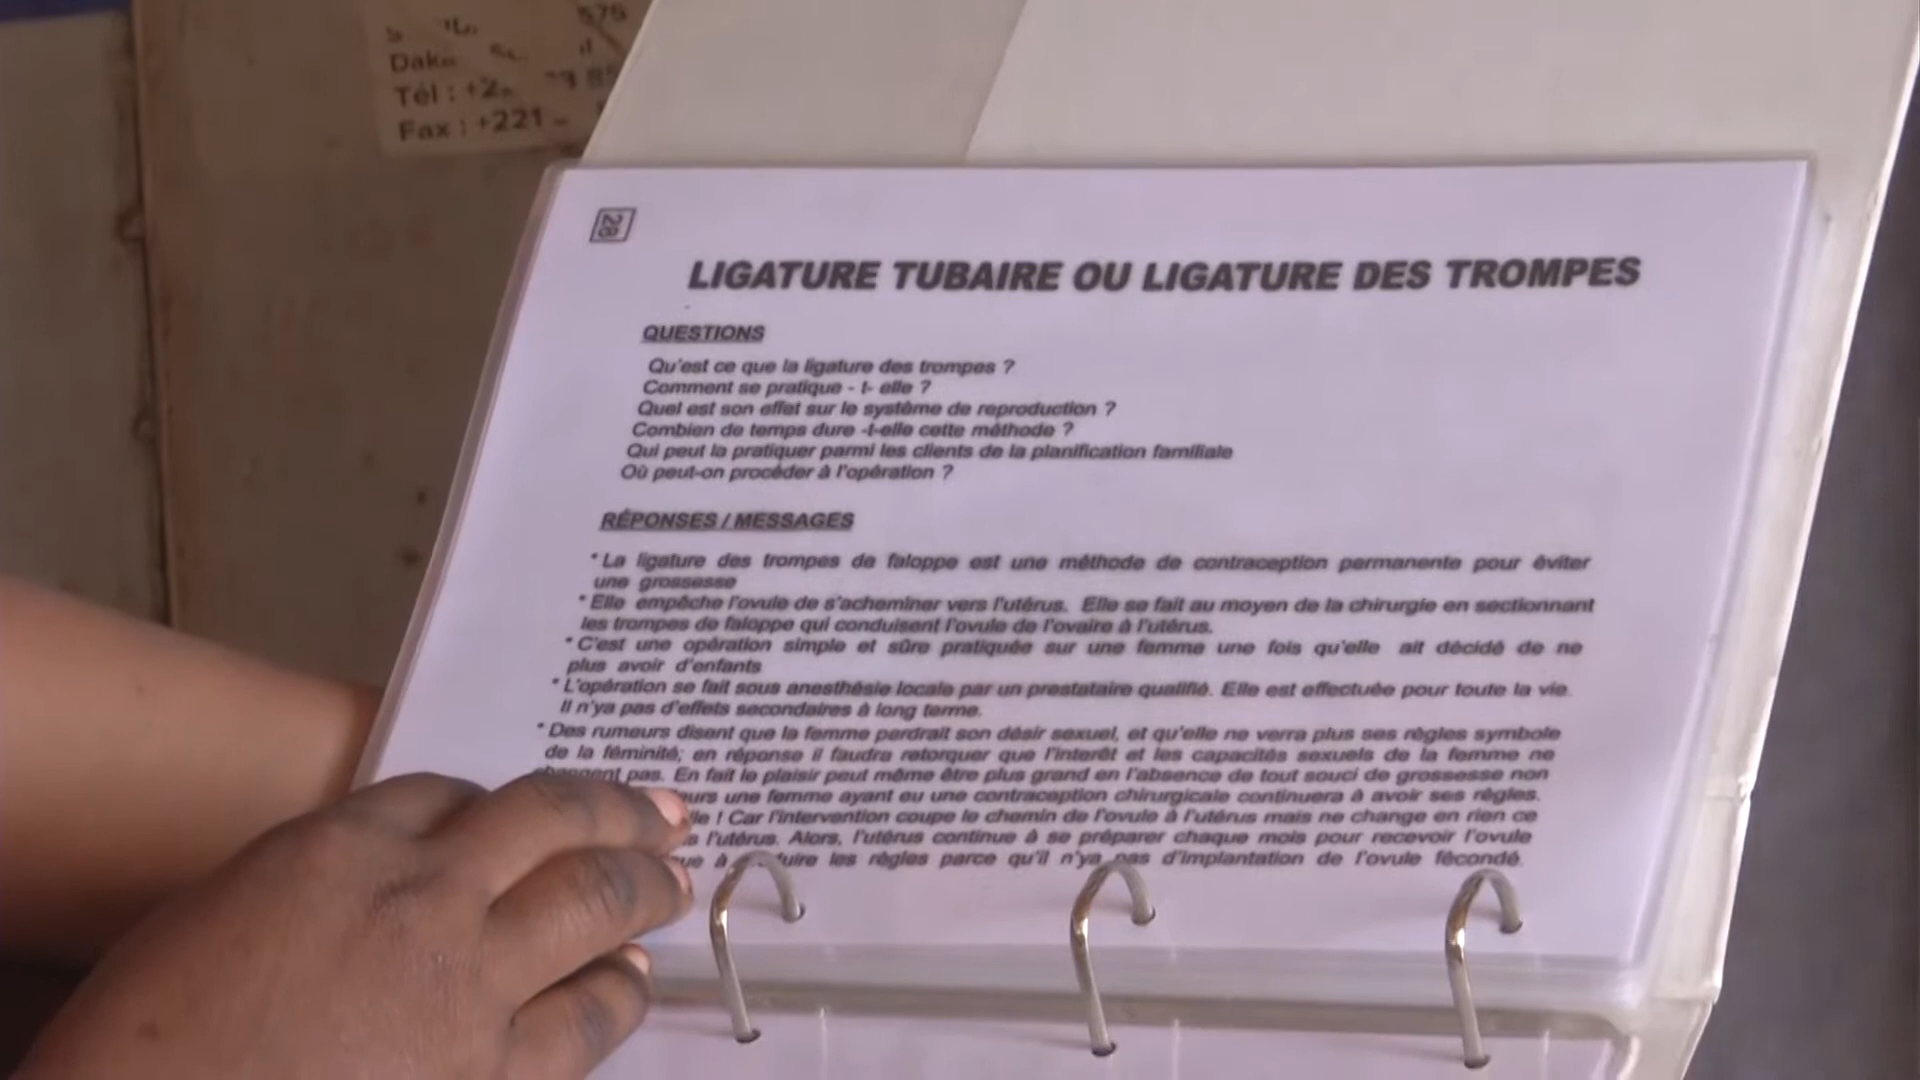 575
Tél : +2
Fax : +221
28
LIGATURE TUBAIRE OU LIGATURE DES TROMPES
QUESTIONS
Qu'est ce que la ligature des trompes ?
Comment se pratique - t- elle ?
Quel est son effet sur le système de reproduction ?
Combien de temps dure -t-elle cette méthode ?
Qui peut la pratiquer parmi les clients de la planification familiale
Où peut-on procéder à l'opération ?
RÉPONSES / MESSAGES
* La ligature des trompes de faloppe est une méthode de contraception permanente pour éviter
une grossesse
* Elle empêche l'ovule de s'acheminer vers l'utérus. Elle se fait au moyen de la chirurgie en sectionnant
les trompes de faloppe qui conduisent l'ovule de l'ovaire à l'utérus.
* C'est une opération simple et sûre pratiquée sur une femme une fois qu'elle ait décidé de ne
plus avoir d'enfants
* L'opération se fait sous anesthésie locale par un prestataire qualifié. Elle est effectuée pour toute la vie.
Il n'ya pas d'effets secondaires à long terme.
* Des rumeurs disent que la femme perdrait son désir sexuel, et qu'elle ne verra plus ses règles symbole
de la féminité; en réponse il faudra retorquer que l'interêt et les capacités sexuels de la femme ne
changent pas. En fait le plaisir peut même être plus grand en l'absence de tout souci de grossesse non
une femme ayant eu une contraception chirurgicale continuera à avoir ses règles.
! Car l'intervention coupe le chemin de l'ovule à l'utérus mais ne change en rien ce
l'utérus. Alors, l'utérus continue à se préparer chaque mois pour recevoir l'ovule
à les règles parce qu'il n'ya pas d'implantation de l'ovule fécondé.